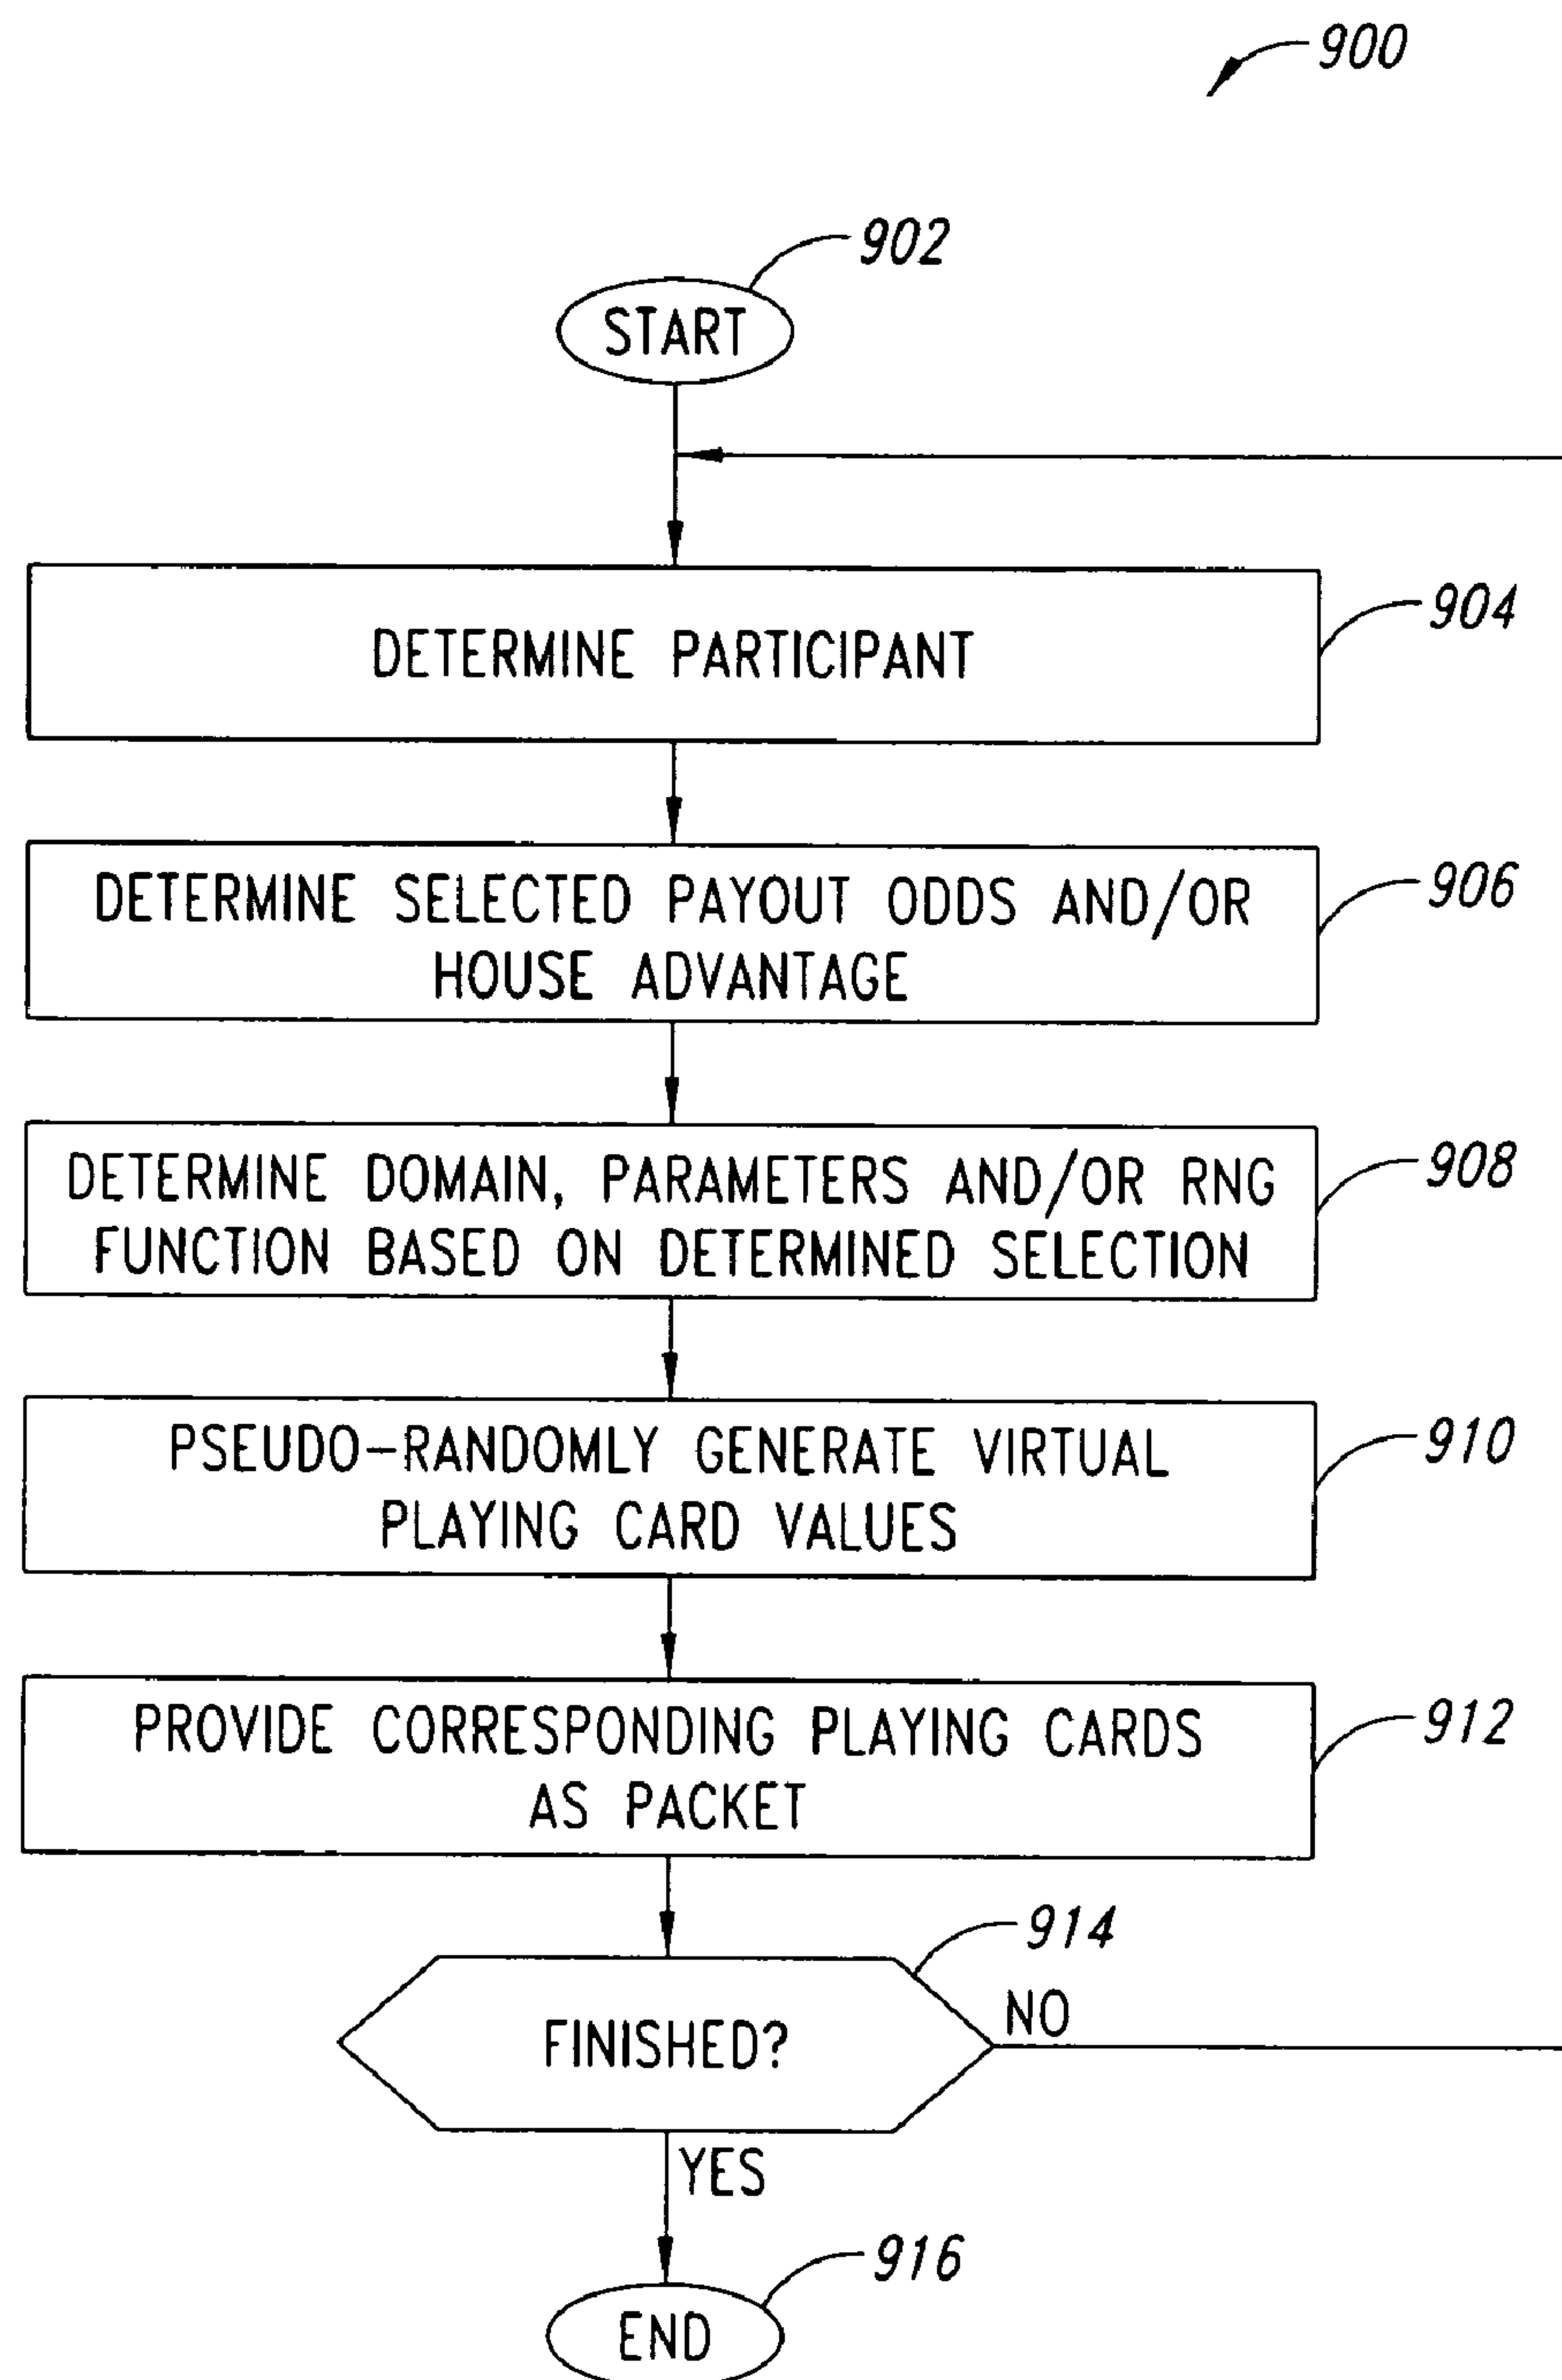 900
902
START
904
DETERMINE PARTICIPANT
906
DETERMINE SELECTED PAYOUT ODDS AND/OR
HOUSE ADVANTAGE
908
DETERMINE DOMAIN, PARAMETERS AND/OR RNG
FUNCTION BASED ON DETERMINED SELECTION
910
PSEUDO-RANDOMLY GENERATE VIRTUAL
PLAYING CARD VALUES
912
PROVIDE CORRESPONDING PLAYING CARDS
AS PACKET
914
FINISHED?
NO
YES
916
END